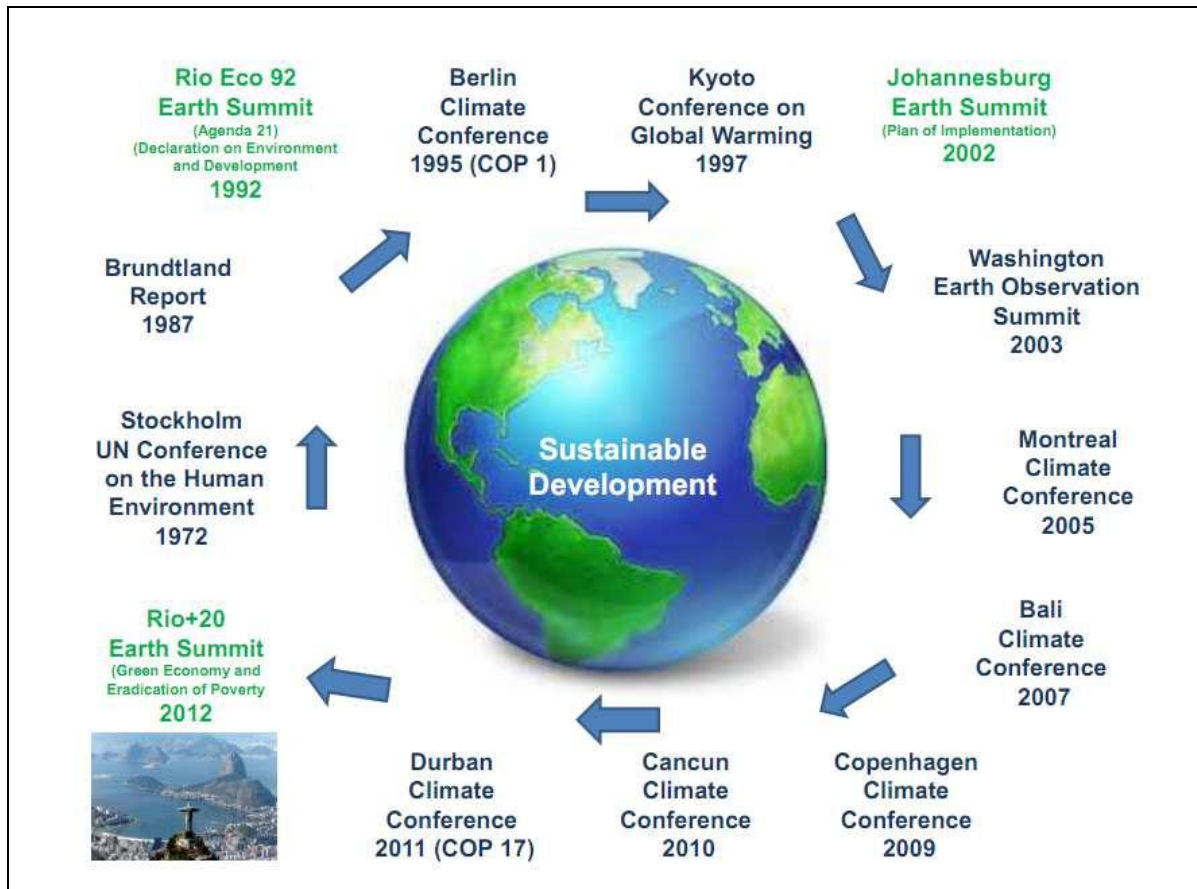 Rio Eco 92
Earth Summit
(Agenda 21)
(Declaration on Environment
and Development
1992
Berlin
Climate
Conference
1995 (COP 1)
Kyoto
Conference on
Global Warming
1997
Johannesburg
Earth Summit
(Plan of Implementation)
2002
Brundtland
Report
1987
Washington
Earth Observation
Summit
2003
Stockholm
UN Conference
on the Human
Environment
1972
Sustainable
Development
Montreal
Climate
Conference
2005
Rio+20
Earth Summit
(Green Economy and
Eradication of Poverty
2012
Bali
Climate
Conference
2007
Durban
Climate
Conference
2011 (COP 17)
Cancun
Climate
Conference
2010
Copenhagen
Climate
Conference
2009